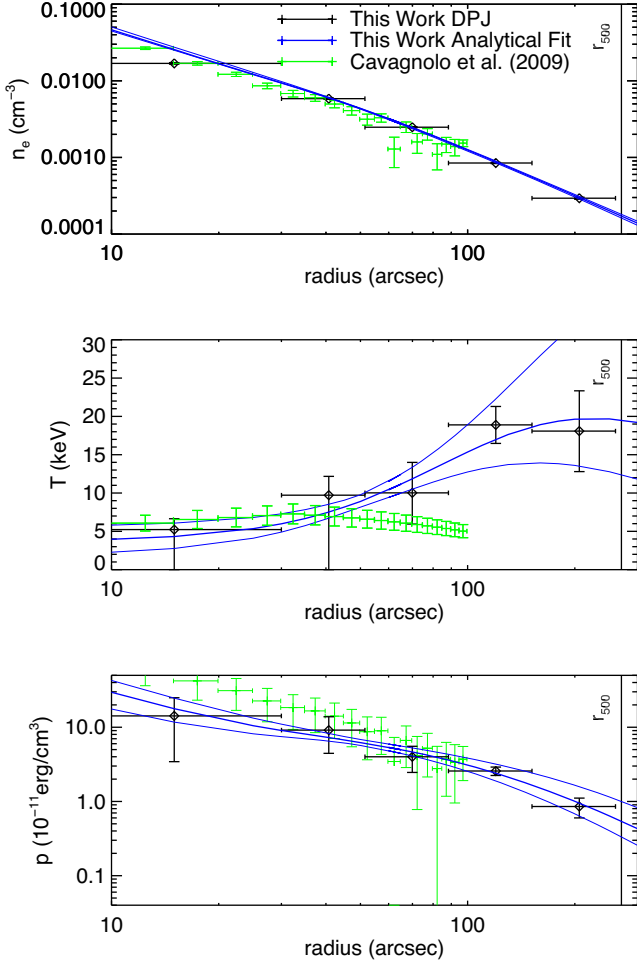 This Work DPJ
This Work Analytical Fit
Cavagnolo et al. (2009)
r500
ne (cm−3)
0.1000
0.0100
0.0010
0.0001
10
100
radius (arcsec)
r500
T (keV)
30
25
20
15
10
5
0
10
100
radius (arcsec)
r500
p (10−11erg/cm3)
10.0
1.0
0.1
10
100
radius (arcsec)